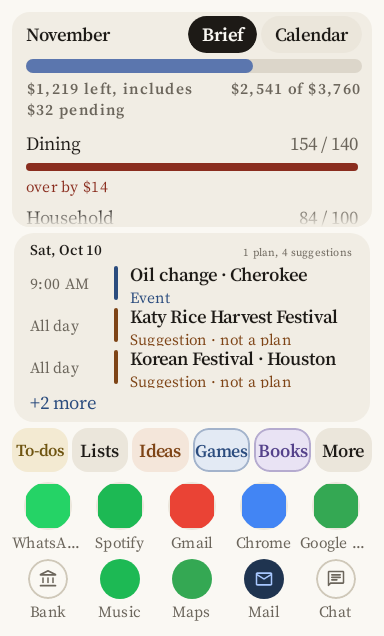 November Brief Calendar
$1,219 left, includes $2,541 of $3,760
$32 pending
Dining 154 / 140
over by $14
Household 84 / 100
Sat, Oct 10 1 plan, 4 suggestions
9:00 AM Oil change · Cherokee
Event
All day Katy Rice Harvest Festival
Suggestion · not a plan
All day Korean Festival · Houston
Suggestion · not a plan
+2 more
To-dos Lists Ideas Games Books More
WhatsA... Spotify Gmail Chrome Google ...
Bank Music Maps Mail Chat